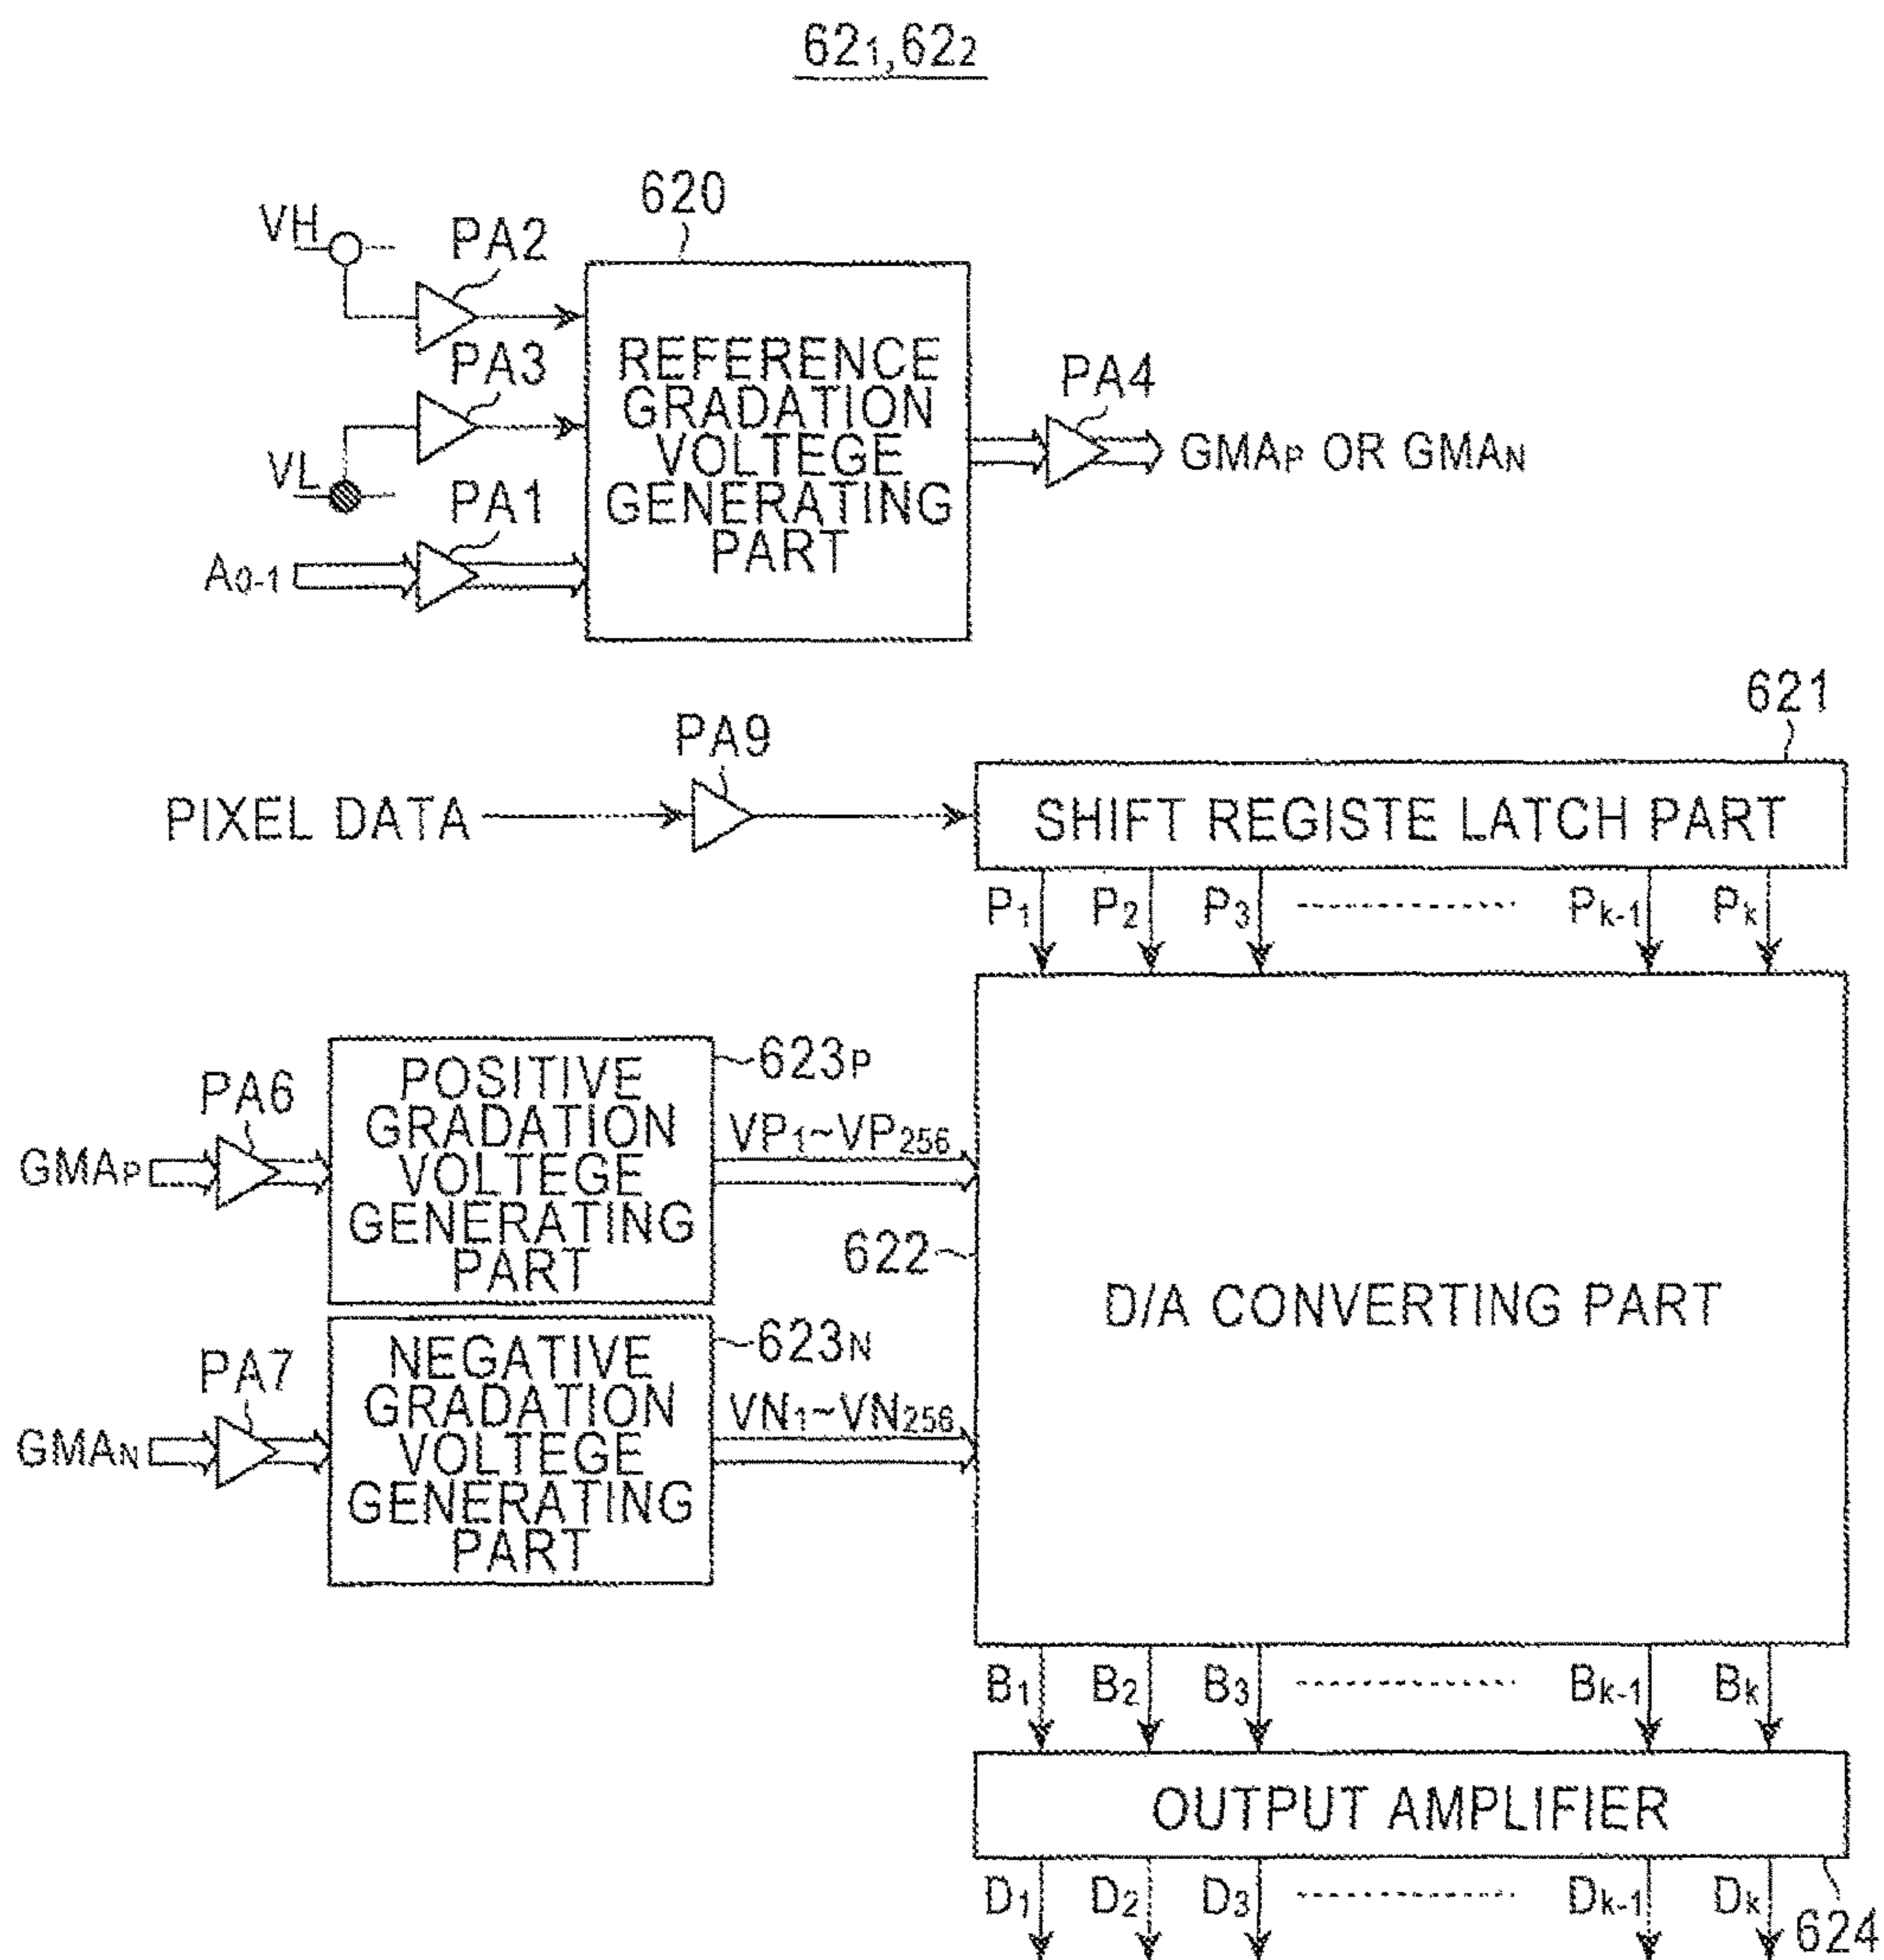 62₁,62₂
620
VH
PA2
PA3
VL
PA1
A₀₋₁
REFERENCE
GRADATION
VOLTEGE
GENERATING
PART
PA4
GMAP OR GMAN
621
PA9
PIXEL DATA
SHIFT REGISTE LATCH PART
P₁ P₂ P₃ Pk-1 Pk
PA6
GMAP
POSITIVE
GRADATION
VOLTEGE
GENERATING
PART
623P
VP₁~VP₂₅₆
622
D/A CONVERTING PART
PA7
GMAN
NEGATIVE
GRADATION
VOLTEGE
GENERATING
PART
623N
VN₁~VN₂₅₆
B₁ B₂ B₃ Bk-1 Bk
OUTPUT AMPLIFIER
D₁ D₂ D₃ Dk-1 Dk
624